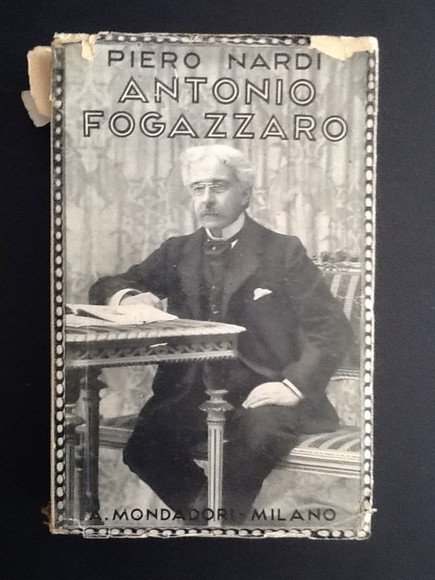 PIERO NARDI
ANTONIO
FOGAZZARO
A. MONDADORI - MILANO